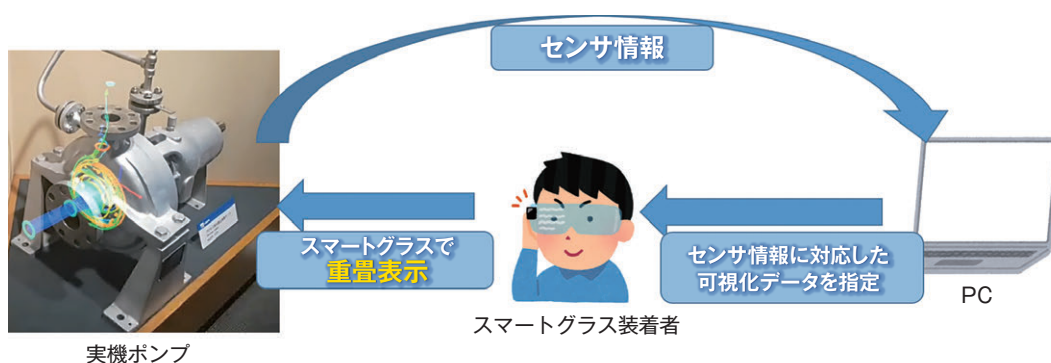 センサ情報
スマートグラスで
重畳表示
センサ情報に対応した
可視化データを指定
PC
スマートグラス装着者
実機ポンプ